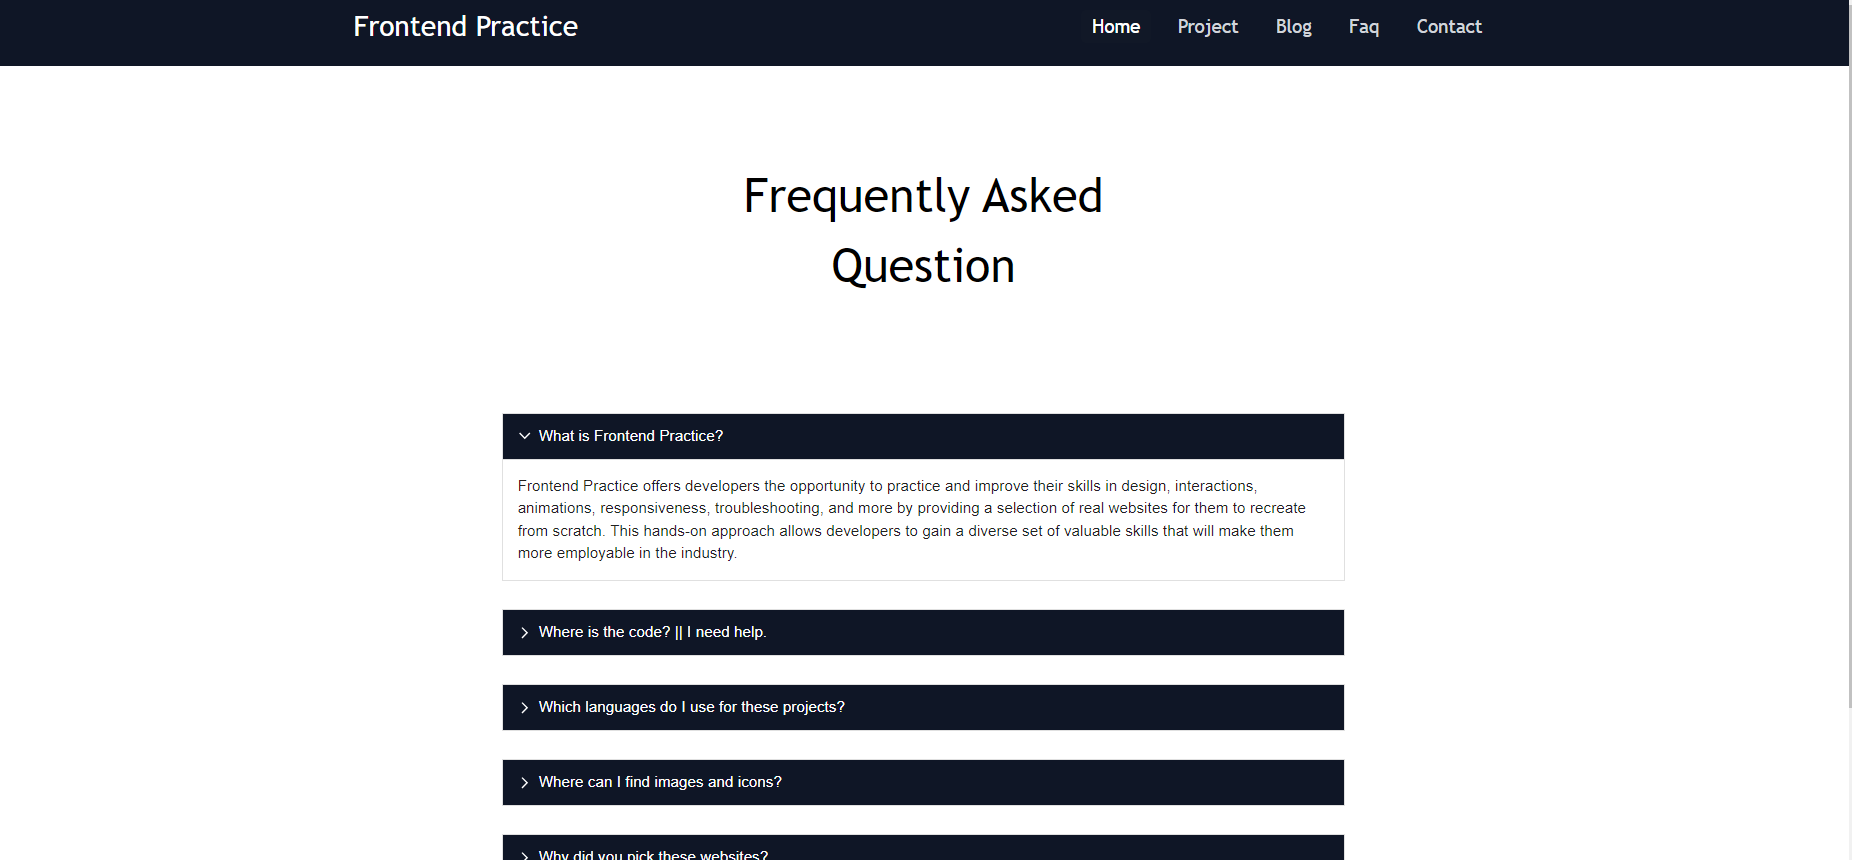 Frontend Practice
Home Project Blog Faq Contact
Frequently Asked
Question
What is Frontend Practice?
Frontend Practice offers developers the opportunity to practice and improve their skills in design, interactions,
animations, responsiveness, troubleshooting, and more by providing a selection of real websites for them to recreate
from scratch. This hands-on approach allows developers to gain a diverse set of valuable skills that will make them
more employable in the industry.
Where is the code? || I need help.
Which languages do I use for these projects?
Where can I find images and icons?
Why did you pick these websites?